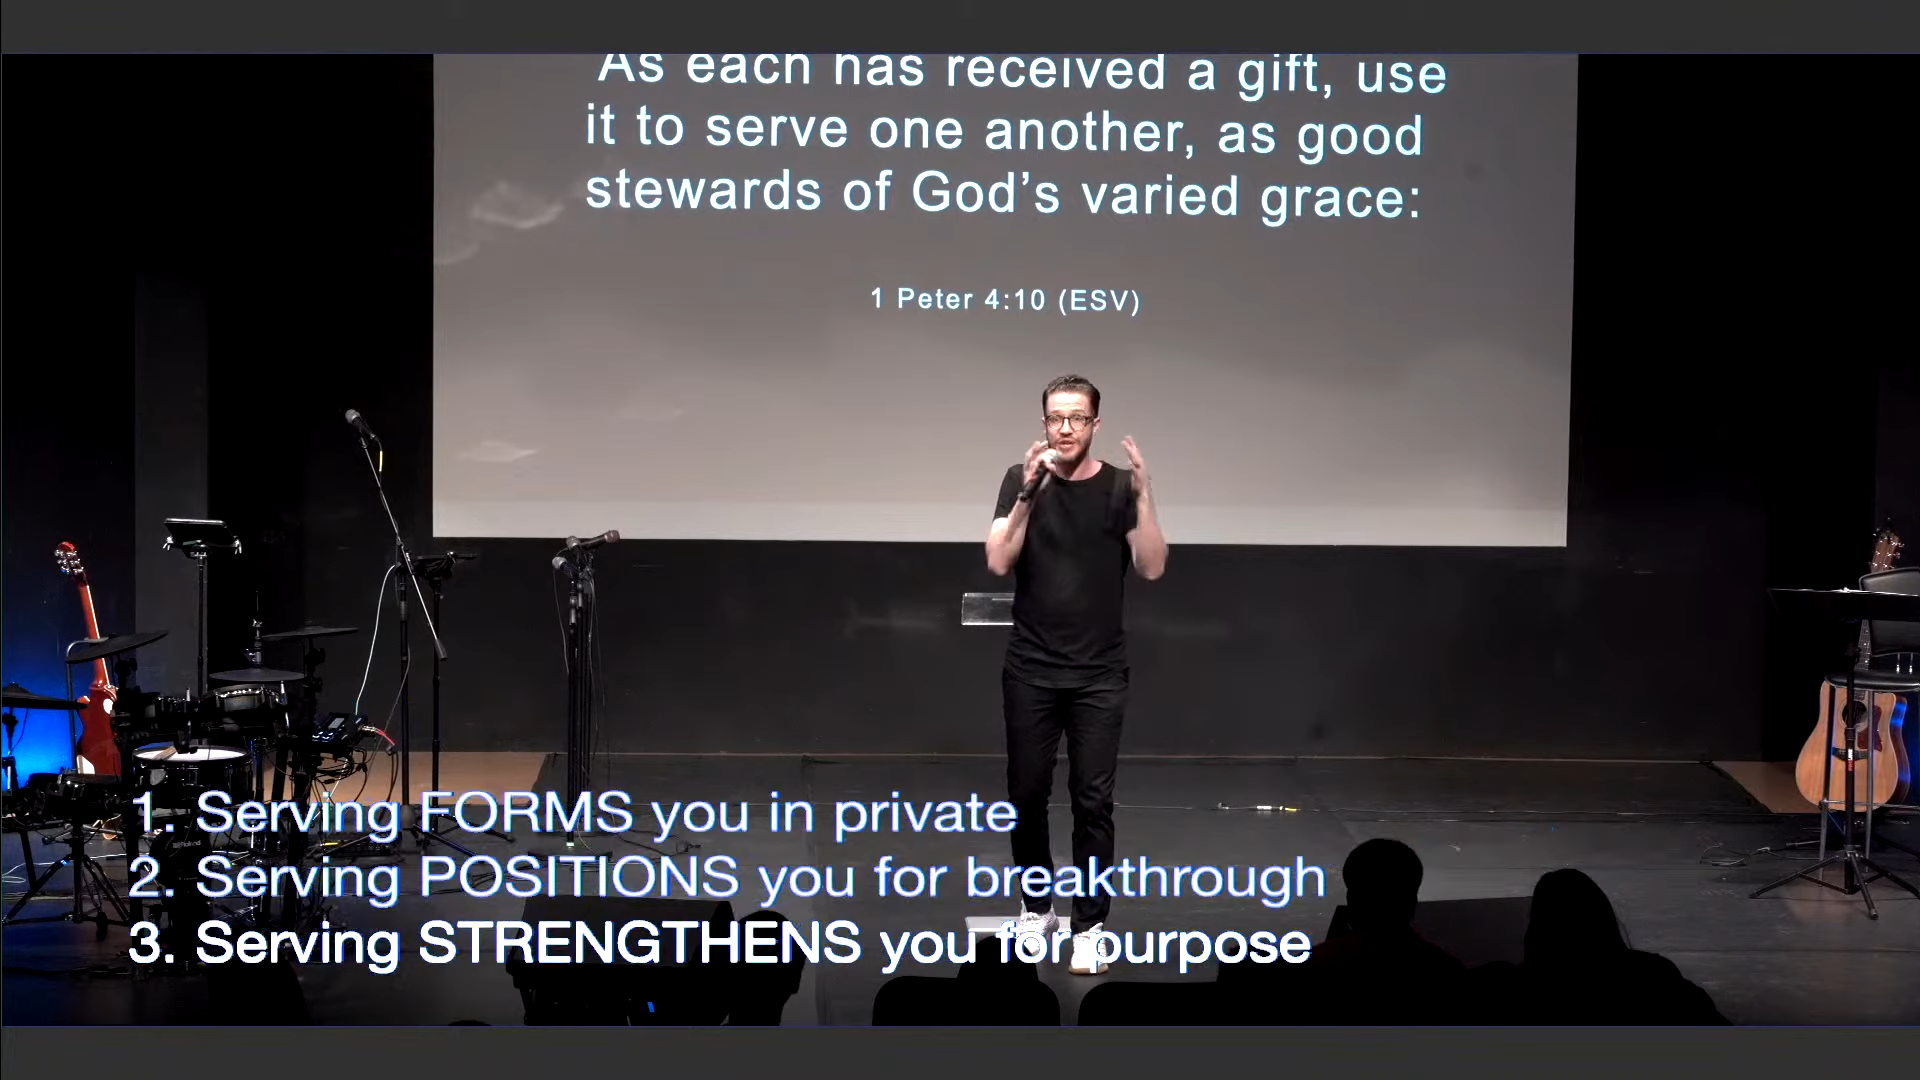 As each has received a gift, use
it to serve one another, as good
stewards of God’s varied grace:
1 Peter 4:10 (ESV)
1. Serving FORMS you in private
2. Serving POSITIONS you for breakthrough
3. Serving STRENGTHENS you for purpose